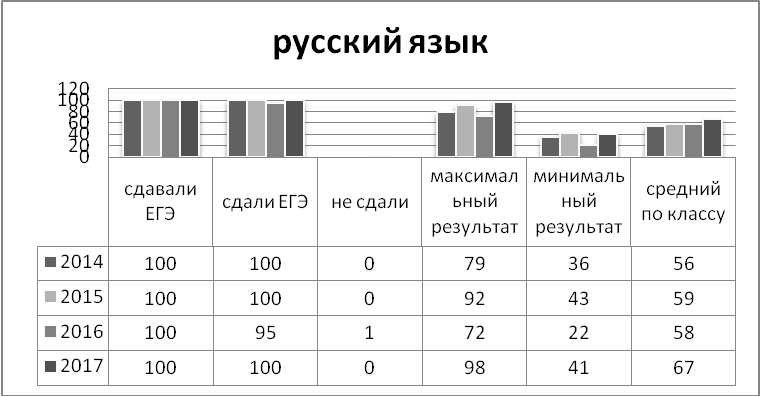 русский язык
120
100
80
60
40
20
0
сдавали ЕГЭ
сдали ЕГЭ
не сдали
максимал
ьный
результат
минималь
ный
результат
средний
по классу
2014 100 100 0 79 36 56
2015 100 100 0 92 43 59
2016 100 95 1 72 22 58
2017 100 100 0 98 41 67